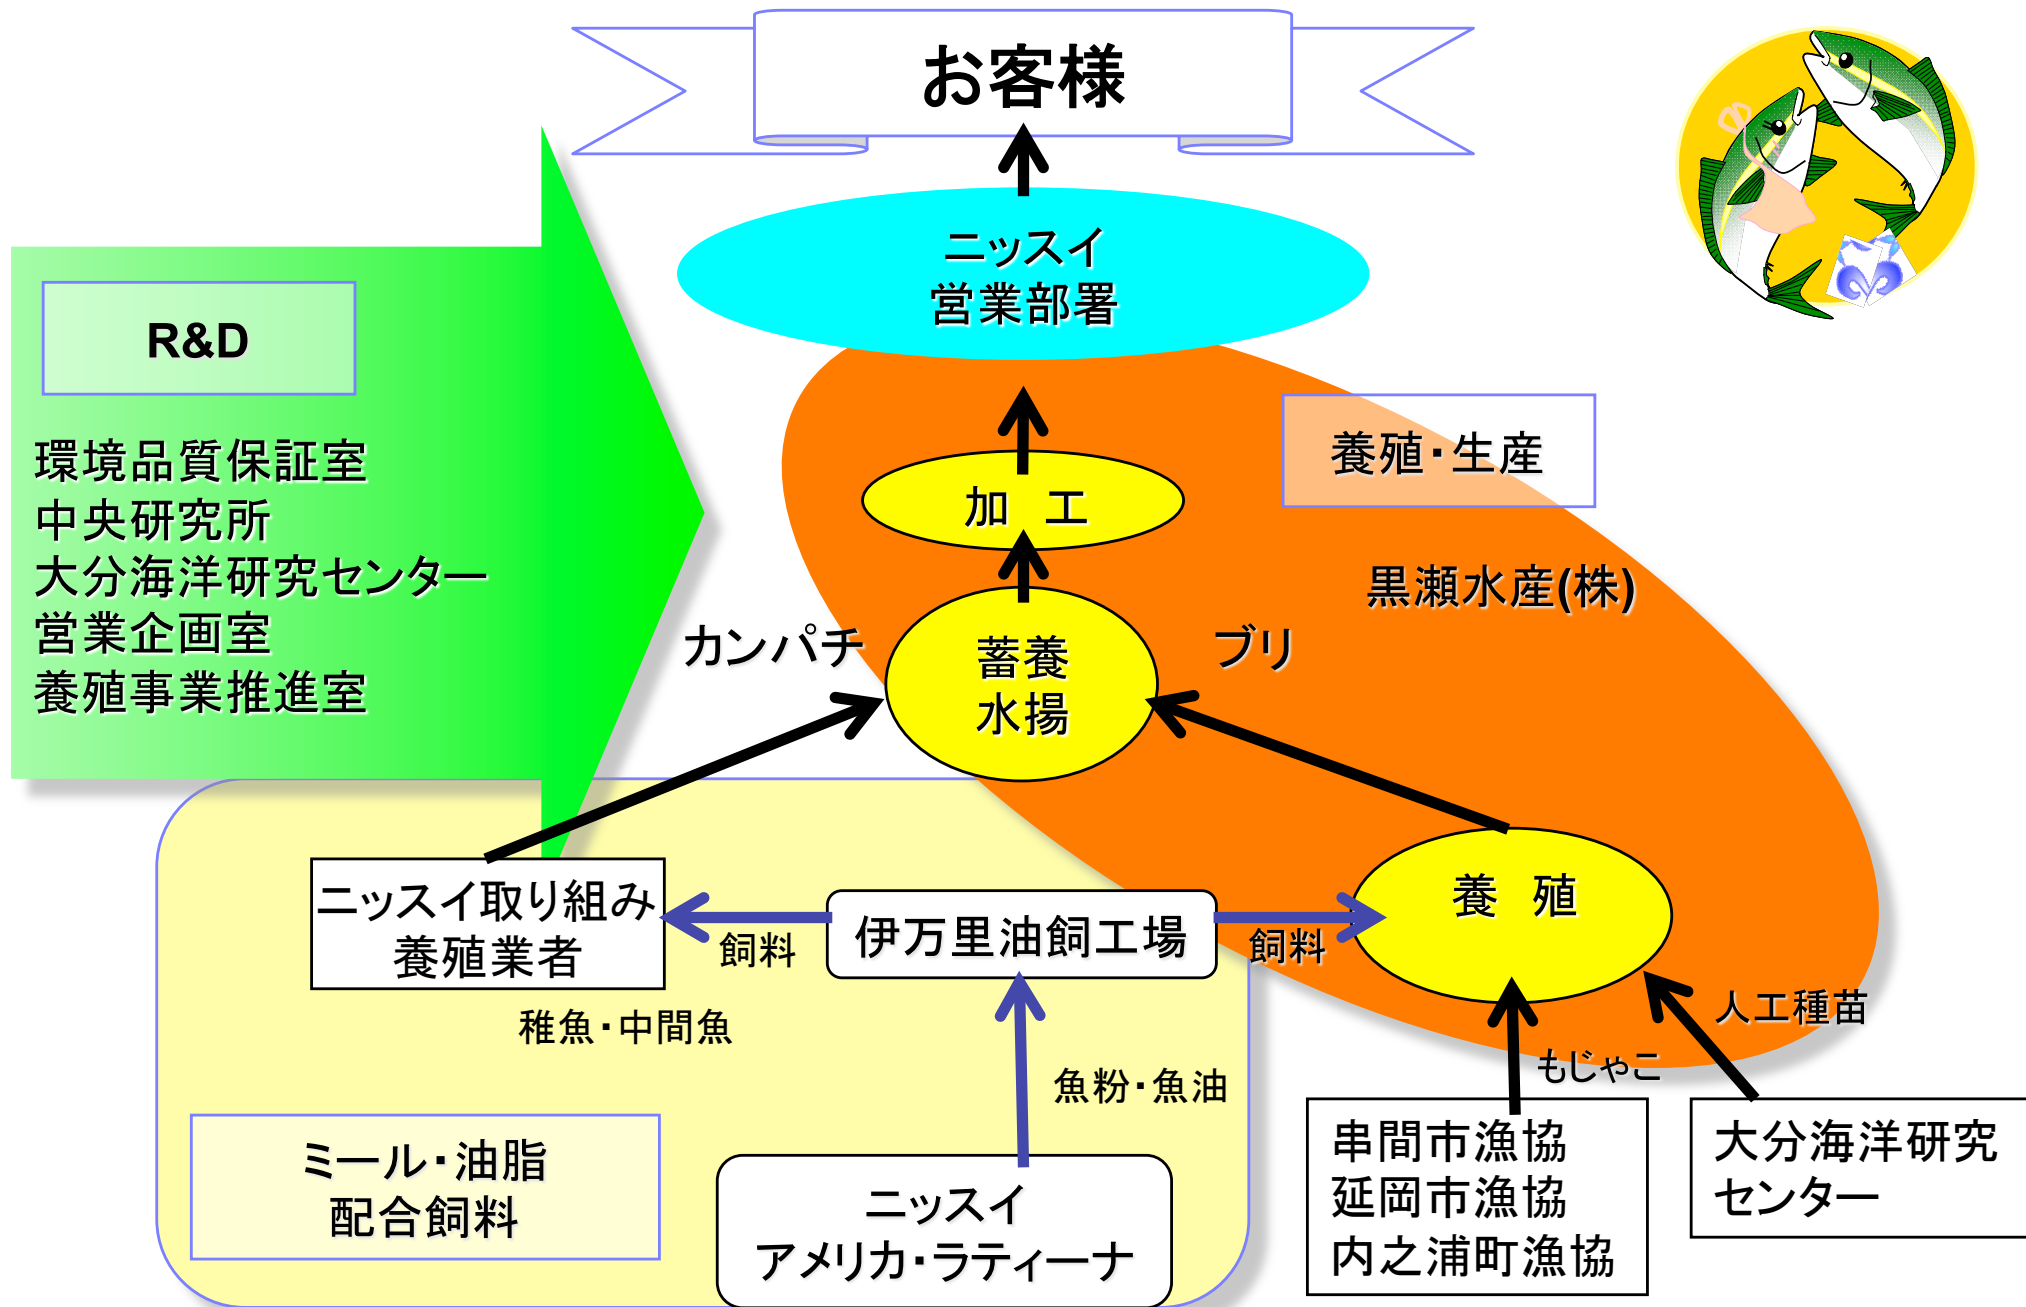 お客様
ニッスイ
営業部署
R&D
環境品質保証室
中央研究所
大分海洋研究センター
営業企画室
養殖事業推進室
養殖・生産
加　工
黒瀬水産(株)
カンパチ
蓄養
水揚
ブリ
ニッスイ取り組み
養殖業者
飼料
伊万里油飼工場
飼料
養　殖
稚魚・中間魚
人工種苗
もじゃこ
魚粉・魚油
ミール・油脂
配合飼料
ニッスイ
アメリカ・ラティーナ
串間市漁協
延岡市漁協
内之浦町漁協
大分海洋研究
センター